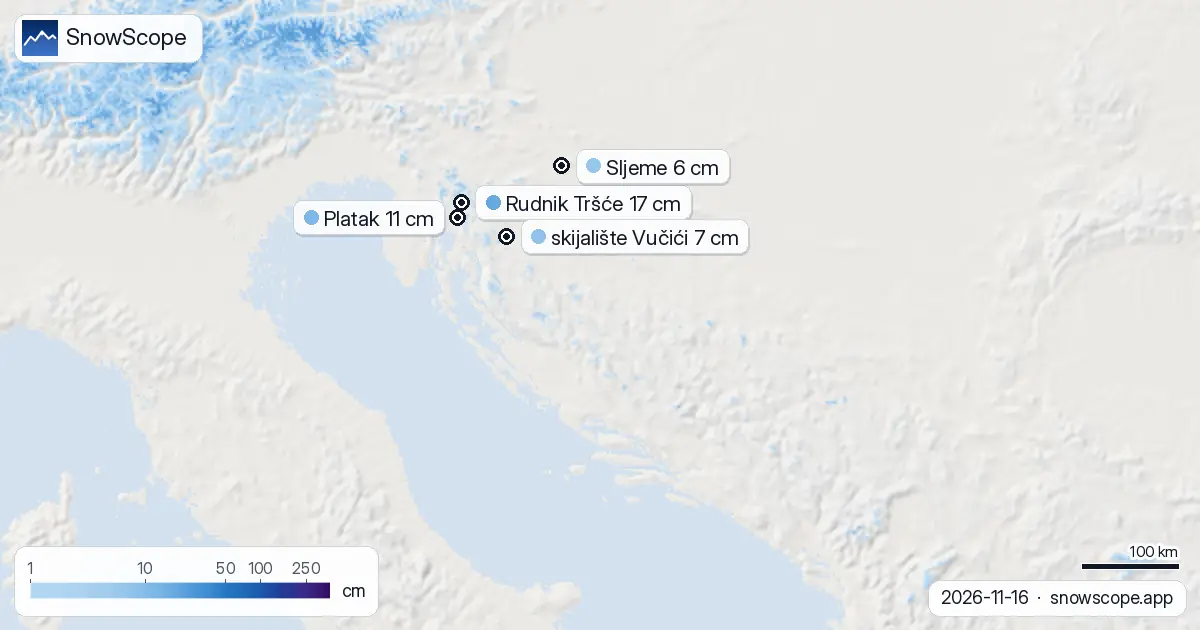 SnowScope
Sljeme 6 cm
Rudnik Tršće 17 cm
Platak 11 cm
skijalište Vučići 7 cm
1 10 50 100 250
cm
100 km
2026-11-16 · snowscope.app